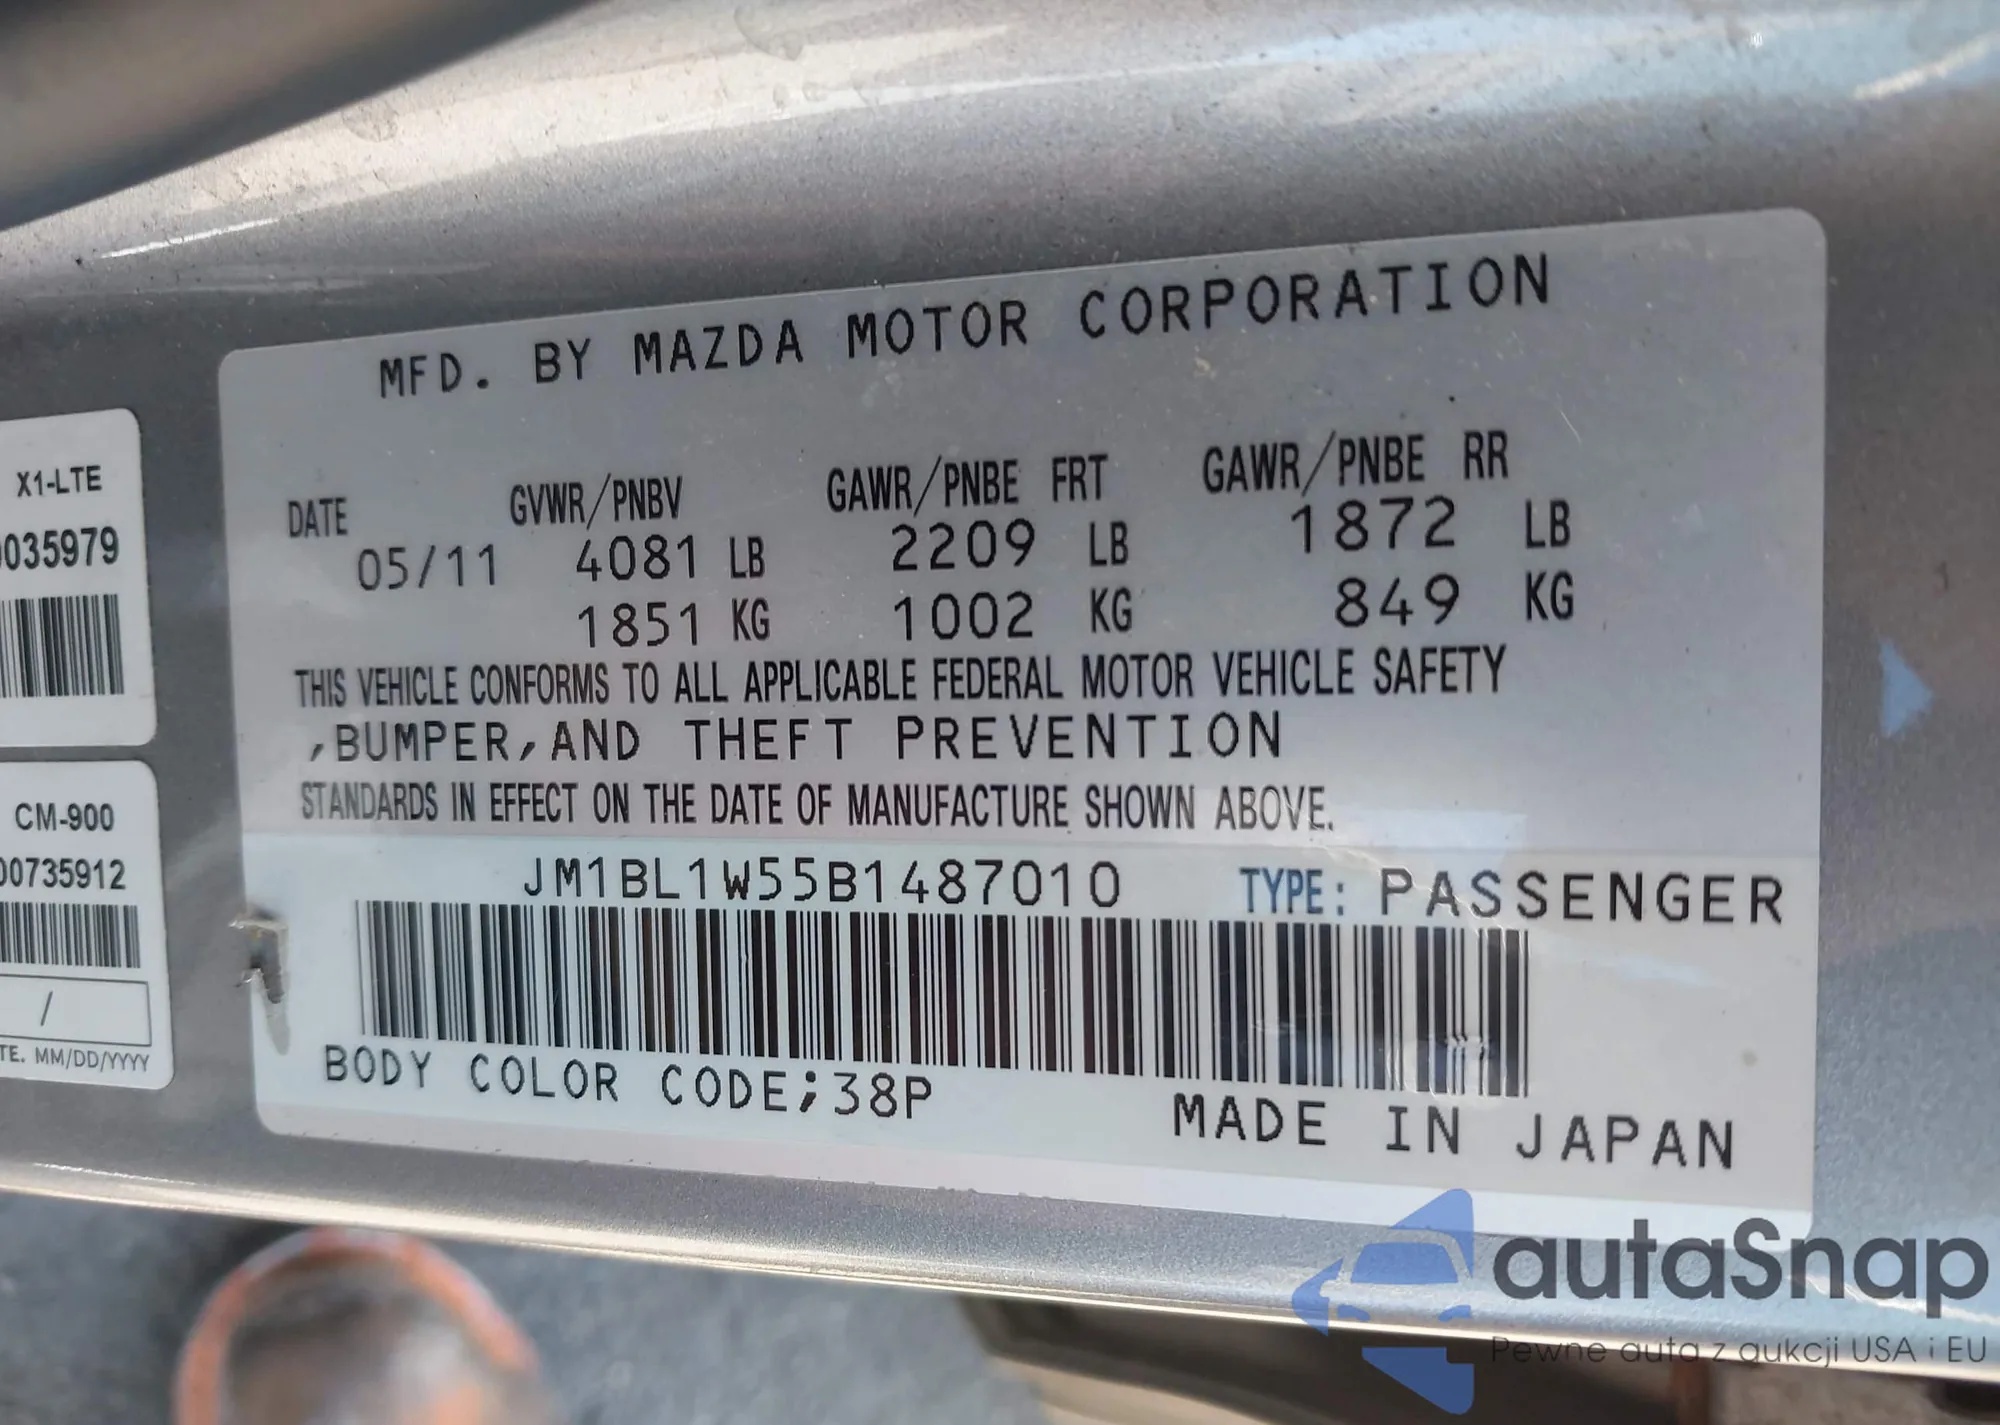 MFD. BY MAZDA MOTOR CORPORATION
DATE GVWR/PNBV GAWR/PNBE FRT GAWR/PNBE RR
05/11 4081 LB 2209 LB 1872 LB
1851 KG 1002 KG 849 KG
THIS VEHICLE CONFORMS TO ALL APPLICABLE FEDERAL MOTOR VEHICLE SAFETY
,BUMPER,AND THEFT PREVENTION
STANDARDS IN EFFECT ON THE DATE OF MANUFACTURE SHOWN ABOVE.
JM1BL1W55B1487010 TYPE: PASSENGER
BODY COLOR CODE;38P
MADE IN JAPAN
X1-LTE
035979
CM-900
00735912
/
TE. MM/DD/YYYY
autaSnap
Pewne auta z aukcji USA i EU